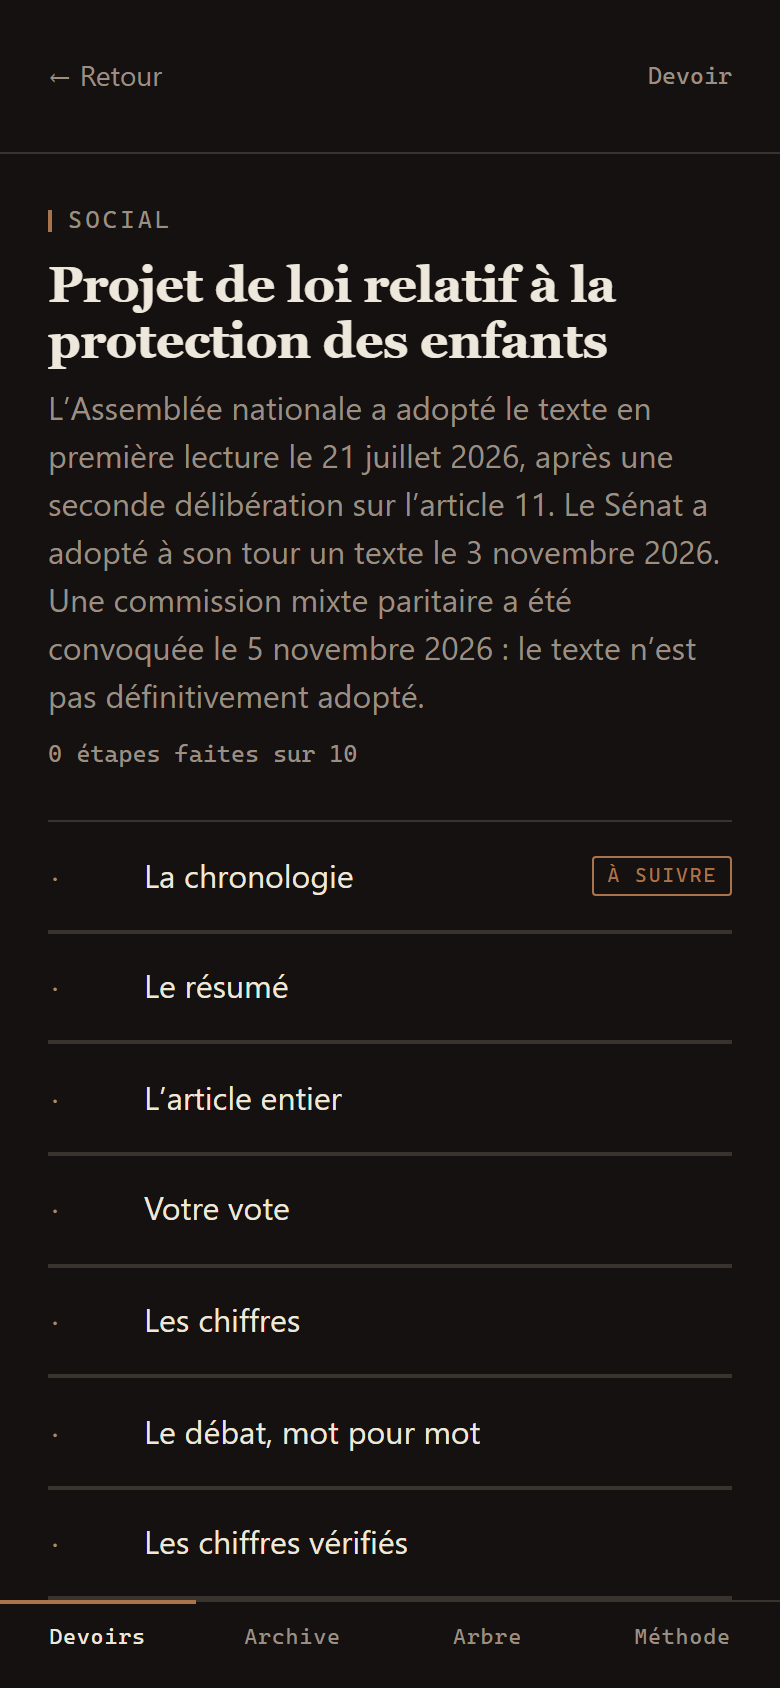 ← Retour
Devoir
SOCIAL
Projet de loi relatif à la
protection des enfants
L’Assemblée nationale a adopté le texte en
première lecture le 21 juillet 2026, après une
seconde délibération sur l’article 11. Le Sénat a
adopté à son tour un texte le 3 novembre 2026.
Une commission mixte paritaire a été
convoquée le 5 novembre 2026 : le texte n’est
pas définitivement adopté.
0 étapes faites sur 10
· La chronologie
À SUIVRE
· Le résumé
· L’article entier
· Votre vote
· Les chiffres
· Le débat, mot pour mot
· Les chiffres vérifiés
Devoirs
Archive
Arbre
Méthode